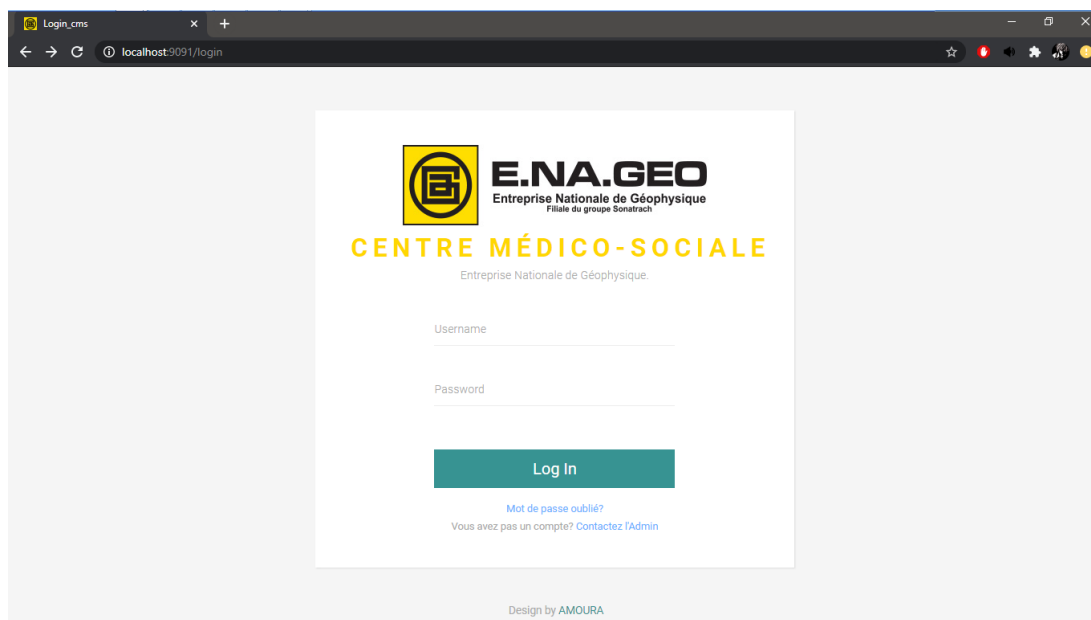 Login_cms
localhost:9091/login
E.NA.GEO
Entreprise Nationale de Géophysique
Filiale du groupe Sonatrach
CENTRE MÉDICO-SOCIALE
Entreprise Nationale de Géophysique.
Username
Password
Log In
Mot de passe oublié?
Vous avez pas un compte? Contactez l'Admin
Design by AMOURA